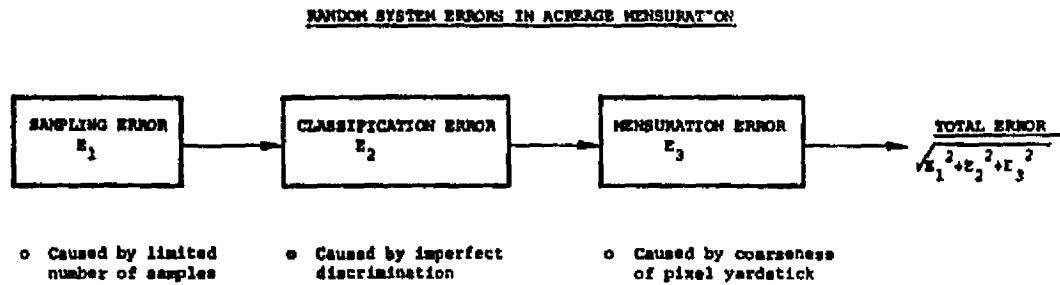 RANDOM SYSTEM ERRORS IN ACREAGE MENSURATION
SAMPLING ERROR
E1
CLASSIFICATION ERROR
E2
MENSURATION ERROR
E3
TOTAL ERROR
√E1²+E2²+E3²
o Caused by limited
number of samples
o Caused by imperfect
discrimination
o Caused by coarseness
of pixel yardstick